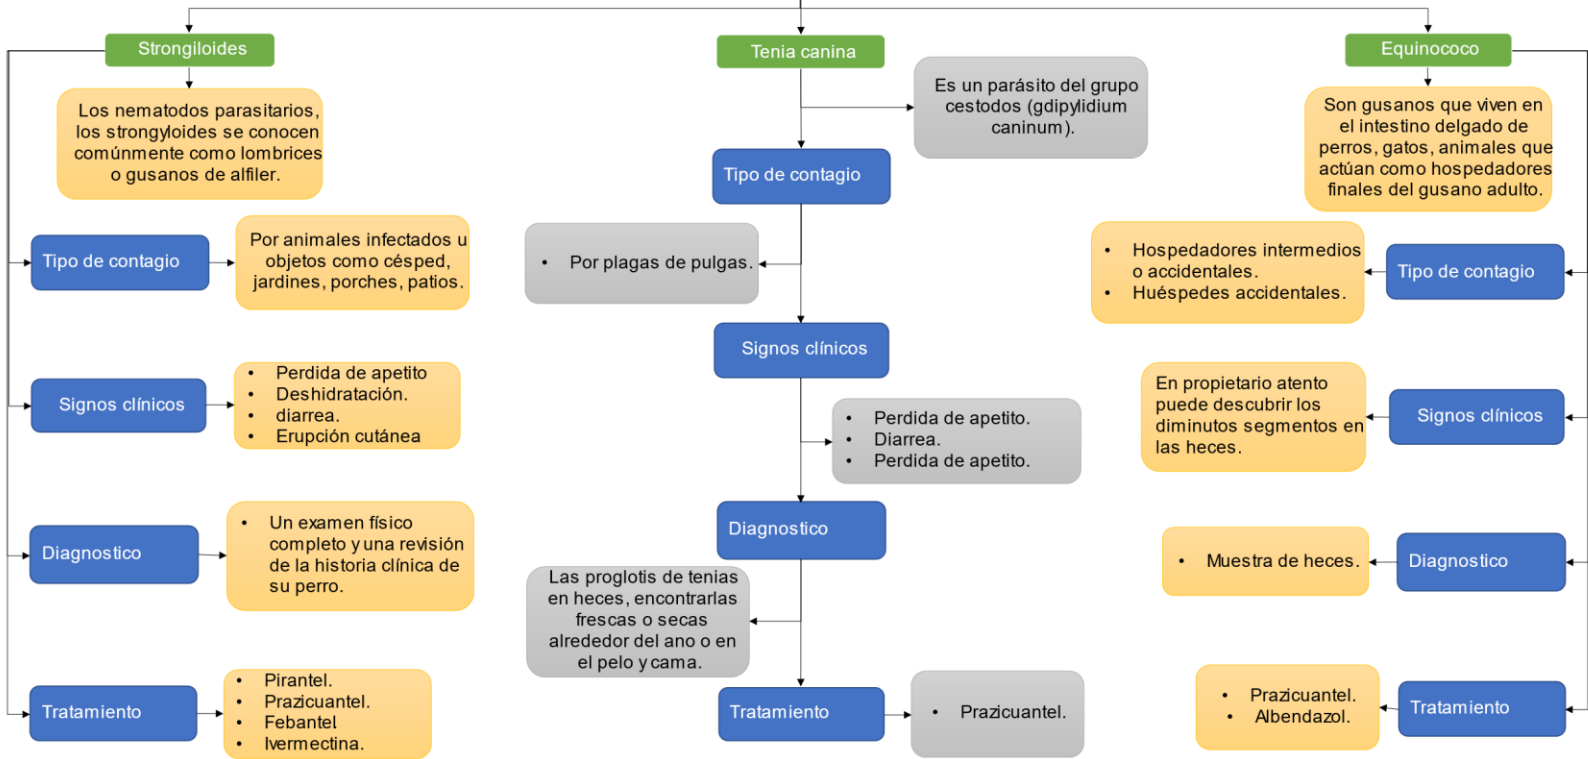 Strongiloides
Los nematodos parasitarios,
los strongyloides se conocen
comúnmente como lombrices
o gusanos de alfiler.
Tipo de contagio
Por animales infectados u
objetos como césped,
jardines, porches, patios.
Signos clínicos
• Perdida de apetito
• Deshidratación.
• diarrea.
• Erupción cutánea
Diagnostico
• Un examen físico
completo y una revisión
de la historia clínica de
su perro.
Tratamiento
• Pirantel.
• Prazicuantel.
• Febantel.
• Ivermectina.
Tenia canina
Es un parásito del grupo
cestodos (gdipylidium
caninum).
Tipo de contagio
• Por plagas de pulgas.
Signos clínicos
• Perdida de apetito.
• Diarrea.
• Perdida de apetito.
Diagnostico
Las proglotis de tenias
en heces, encontrarlas
frescas o secas
alrededor del ano o en
el pelo y cama.
Tratamiento
• Prazicuantel.
Equinococo
Son gusanos que viven en
el intestino delgado de
perros, gatos, animales que
actúan como hospedadores
finales del gusano adulto.
Tipo de contagio
• Hospedadores intermedios
o accidentales.
• Huéspedes accidentales.
Signos clínicos
En propietario atento
puede descubrir los
diminutos segmentos en
las heces.
Diagnostico
• Muestra de heces.
Tratamiento
• Prazicuantel.
• Albendazol.